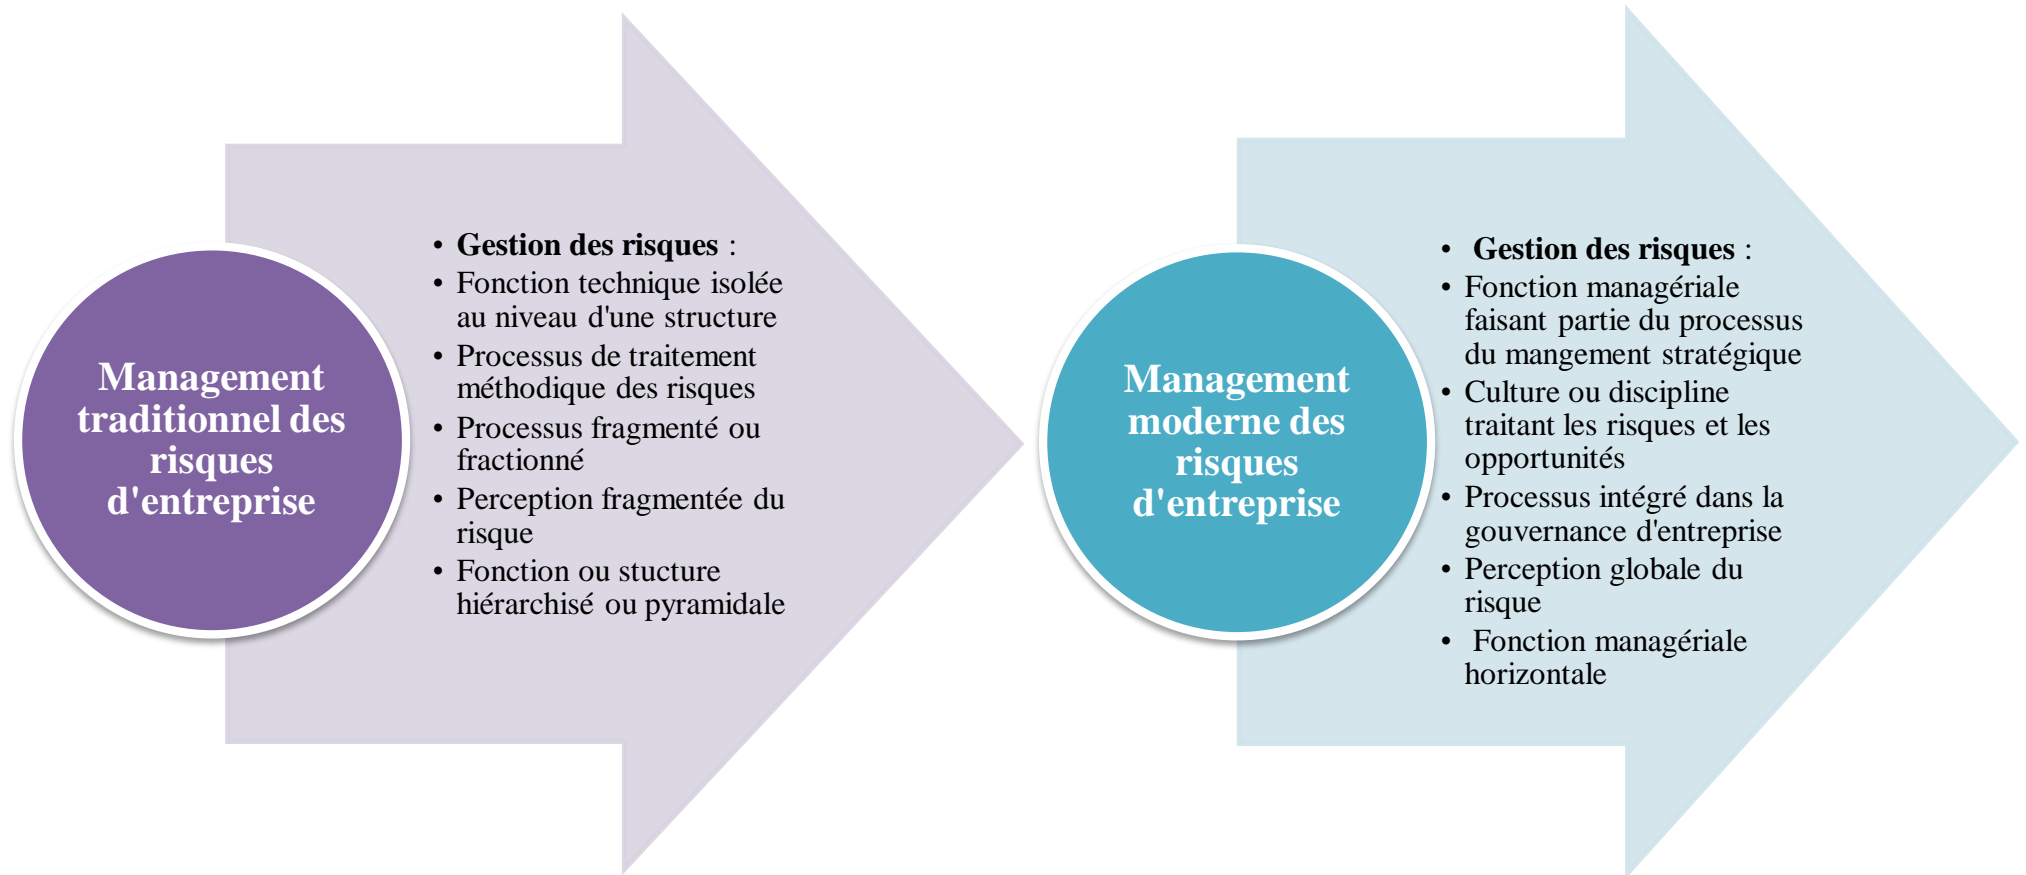 Management
traditionnel des
risques
d'entreprise
• Gestion des risques :
• Fonction technique isolée
au niveau d'une structure
• Processus de traitement
méthodique des risques
• Processus fragmenté ou
fractionné
• Perception fragmentée du
risque
• Fonction ou stucture
hiérarchisé ou pyramidale
Management
moderne des
risques
d'entreprise
• Gestion des risques :
• Fonction managériale
faisant partie du processus
du mangement stratégique
• Culture ou discipline
traitant les risques et les
opportunités
• Processus intégré dans la
gouvernance d'entreprise
• Perception globale du
risque
• Fonction managériale
horizontale